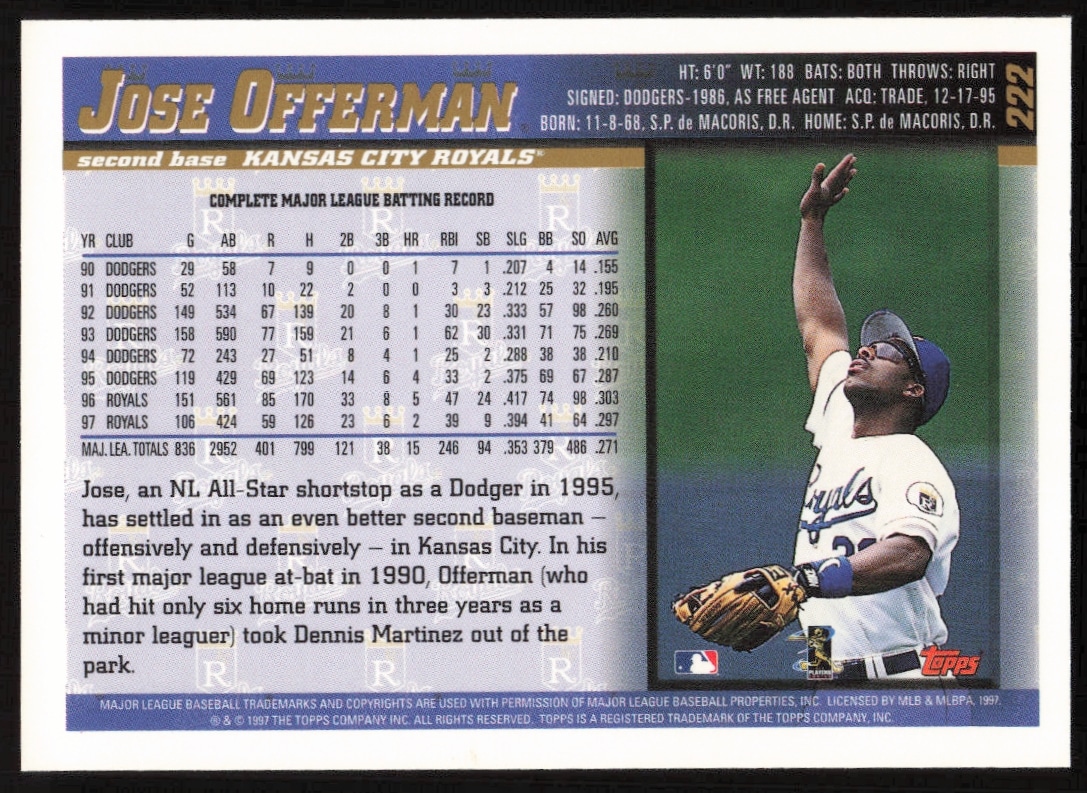 JOSE OFFERMAN
HT: 6'0" WT: 188 BATS: BOTH THROWS: RIGHT
SIGNED: DODGERS-1986, AS FREE AGENT ACQ: TRADE, 12-17-95
BORN: 11-8-68, S.P. de MACORIS, D.R. HOME: S.P. de MACORIS, D.R.
222
second base KANSAS CITY ROYALS
COMPLETE MAJOR LEAGUE BATTING RECORD
YR CLUB G AB R H 2B 3B HR RBI SB SLG BB SO AVG
90 DODGERS 29 58 7 9 0 0 1 7 1 .207 4 14 .155
91 DODGERS 52 113 10 22 2 0 0 3 3 .212 25 32 .195
92 DODGERS 149 534 67 139 20 8 1 30 23 .333 57 98 .260
93 DODGERS 158 590 77 159 21 6 1 62 30 .331 71 75 .269
94 DODGERS 72 243 27 51 8 4 1 25 2 .288 38 38 .210
95 DODGERS 119 429 69 123 14 6 4 33 2 .375 69 67 .287
96 ROYALS 151 561 85 170 33 8 5 47 24 .417 74 98 .303
97 ROYALS 106 424 59 126 23 6 2 39 9 .394 41 64 .297
MAJ. LEA. TOTALS 836 2952 401 799 121 38 15 246 94 .353 379 486 .271
Jose, an NL All-Star shortstop as a Dodger in 1995,
has settled in as an even better second baseman –
offensively and defensively – in Kansas City. In his
first major league at-bat in 1990, Offerman (who
had hit only six home runs in three years as a
minor leaguer) took Dennis Martinez out of the
park.
Royals
Topps
MAJOR LEAGUE BASEBALL TRADEMARKS AND COPYRIGHTS ARE USED WITH PERMISSION OF MAJOR LEAGUE BASEBALL PROPERTIES, INC. LICENSED BY MLB & MLBPA, 1997.
® & © 1997 THE TOPPS COMPANY INC. ALL RIGHTS RESERVED. TOPPS IS A REGISTERED TRADEMARK OF THE TOPPS COMPANY, INC.